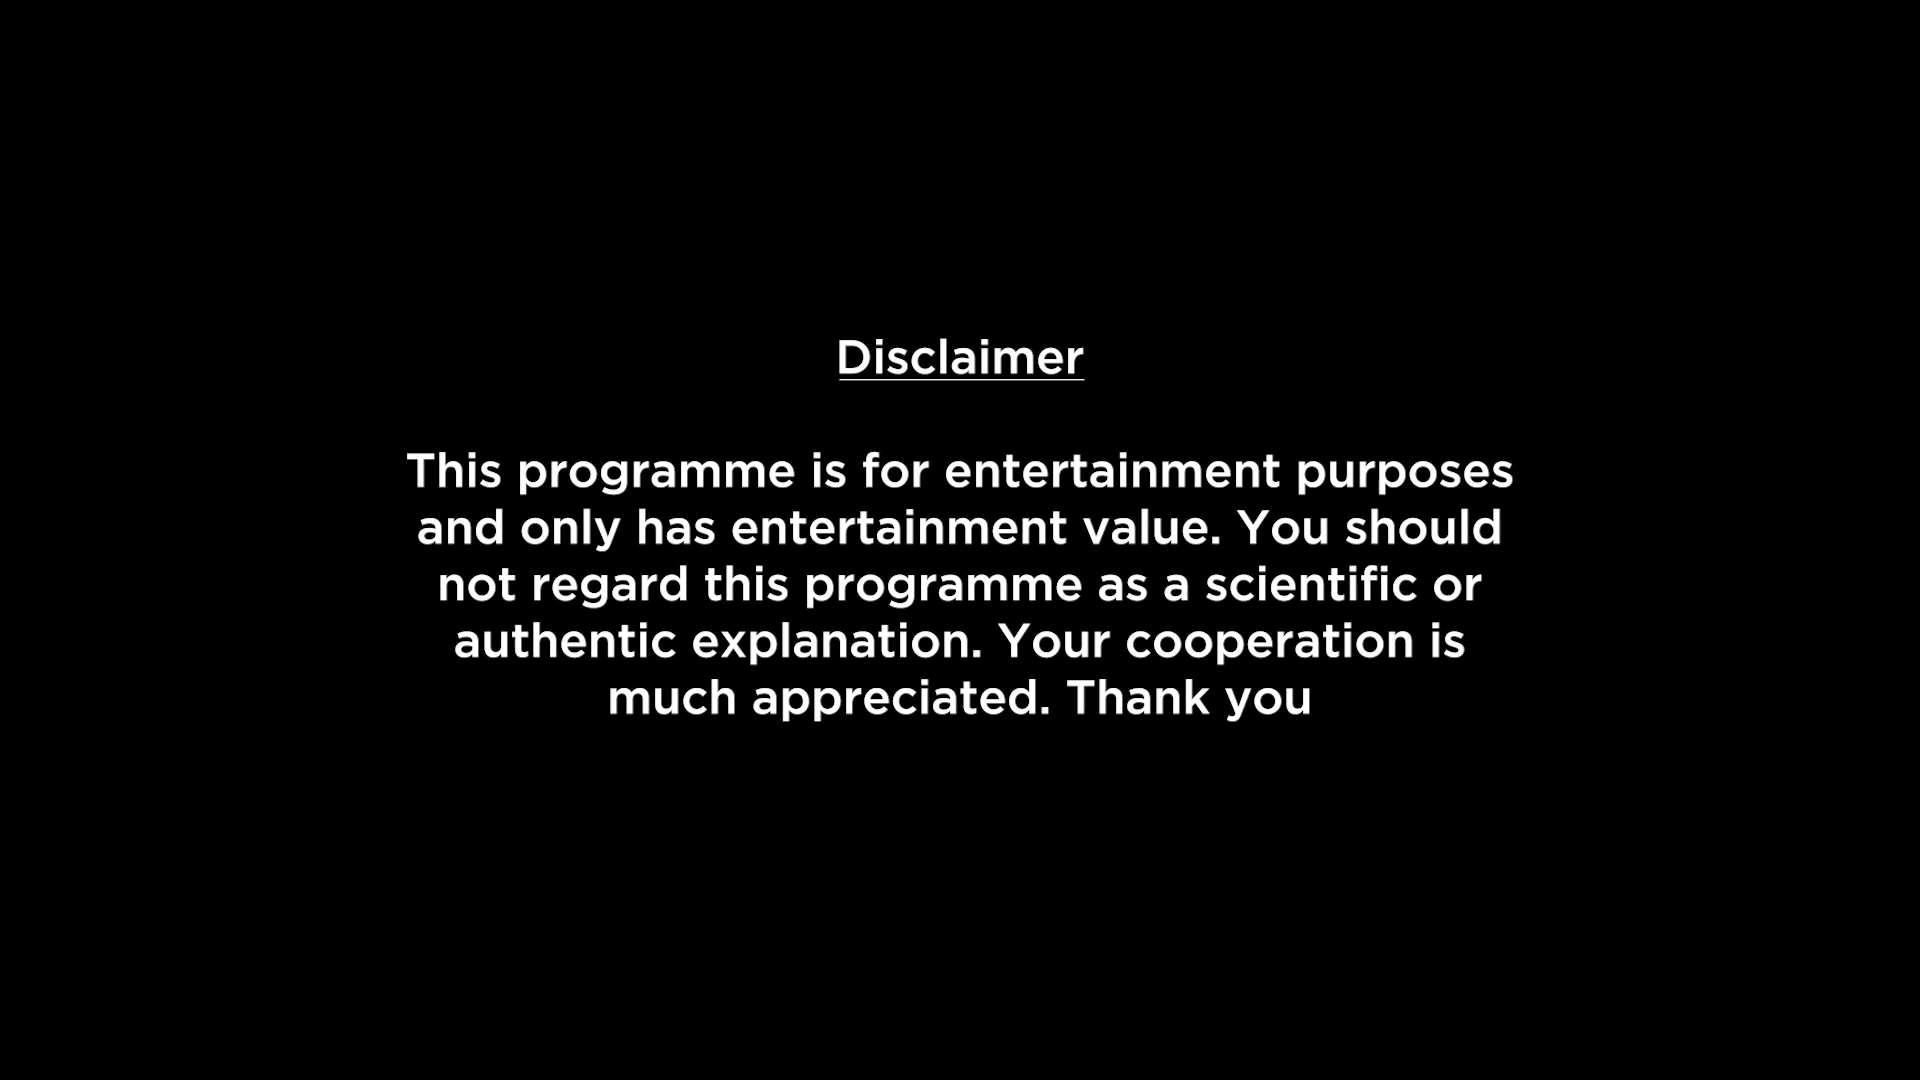 Disclaimer
This programme is for entertainment purposes
and only has entertainment value. You should
not regard this programme as a scientific or
authentic explanation. Your cooperation is
much appreciated. Thank you